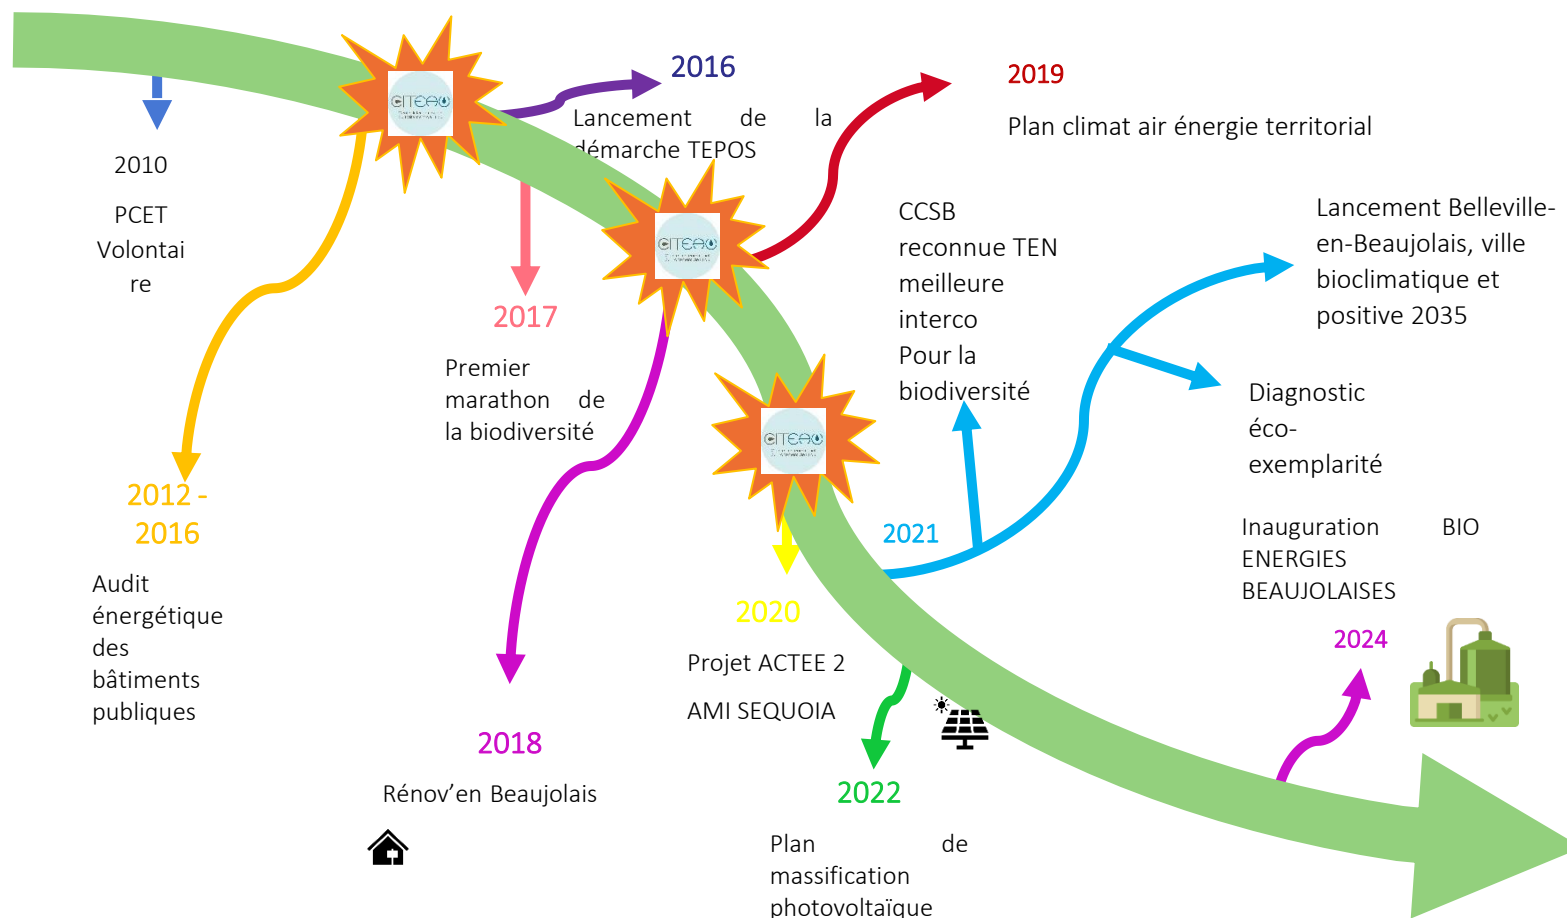 2010
PCET
Volontai
re
2012 -
2016
Audit
énergétique
des
bâtiments
publiques
2016
Lancement de la
démarche TEPOS
2017
Premier
marathon de
la biodiversité
2018
Rénov’en Beaujolais
2019
Plan climat air énergie territorial
2020
Projet ACTEE 2
AMI SEQUOIA
2021
CCSB
reconnue TEN
meilleure
interco
Pour la
biodiversité
Lancement Belleville-
en-Beaujolais, ville
bioclimatique et
positive 2035
Diagnostic
éco-
exemplarité
2022
Plan de
massification
photovoltaïque
Inauguration BIO
ENERGIES
BEAUJOLAISES
2024
CITEAU
CITEAU
CITEAU